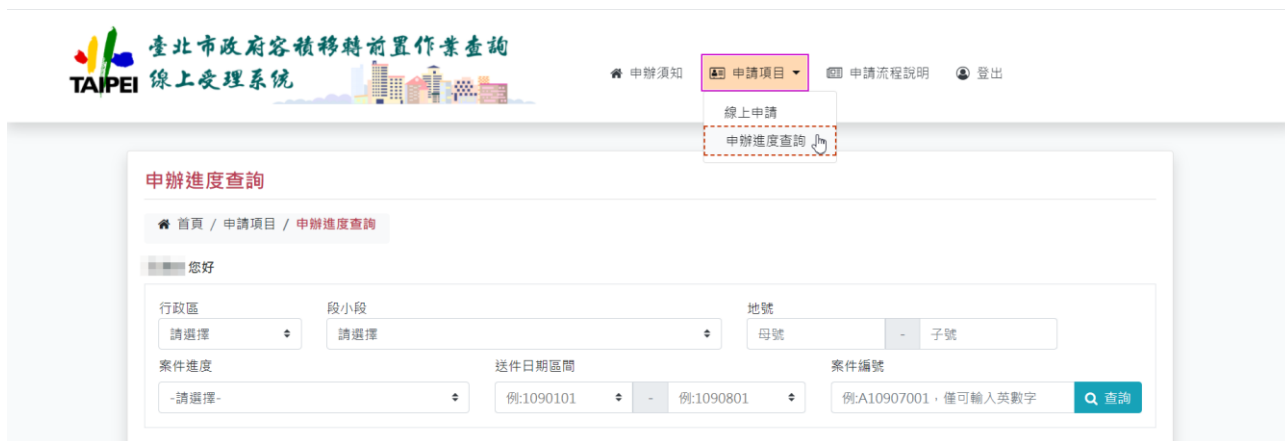 臺北市政府容積移轉前置作業查詢
TAIPEI 線上受理系統
申辦須知 申請項目 申請流程說明 登出
線上申請
申辦進度查詢
申辦進度查詢
首頁 / 申請項目 / 申辦進度查詢
您好
行政區 段小段 地號
請選擇 請選擇 母號 - 子號
案件進度 送件日期區間 案件編號
-請選擇- 例:1090101 - 例:1090801 例:A10907001,僅可輸入英數字 查詢